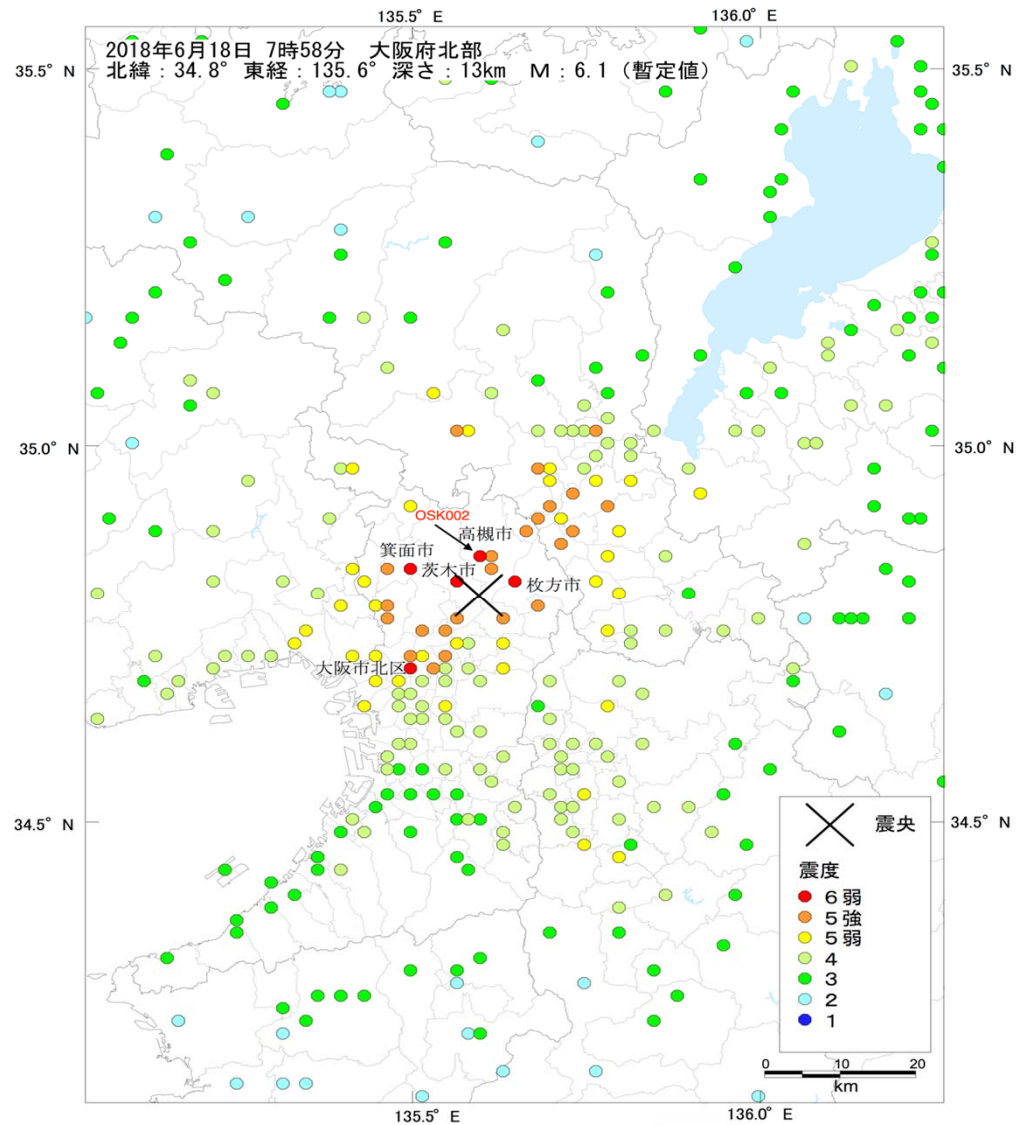 135.5° E
136.0° E
2018年6月18日 7時58分 大阪府北部
北緯：34.8° 東経：135.6° 深さ：13km M：6.1（暫定値）
35.5° N
35.5° N
35.0° N
35.0° N
OSK002
高槻市
箕面市
茨木市
枚方市
大阪市北区
34.5° N
34.5° N
震央
震度
6弱
5強
5弱
4
3
2
1
0 10 20
km
135.5° E
136.0° E